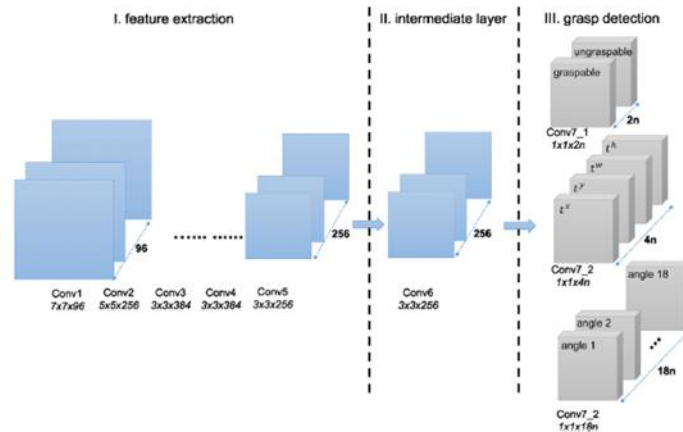 I. feature extraction
II. intermediate layer
III. grasp detection
ungraspable
graspable
2n
Conv7_1
1x1x2n
t^h
t^w
t^y
t^x
4n
Conv7_2
1x1x4n
96
......  ......
256
256
Conv1 Conv2 Conv3 Conv4 Conv5
7x7x96 5x5x256 3x3x384 3x3x384 3x3x256
Conv6
3x3x256
angle 18
angle 2
angle 1
...
18n
Conv7_2
1x1x18n